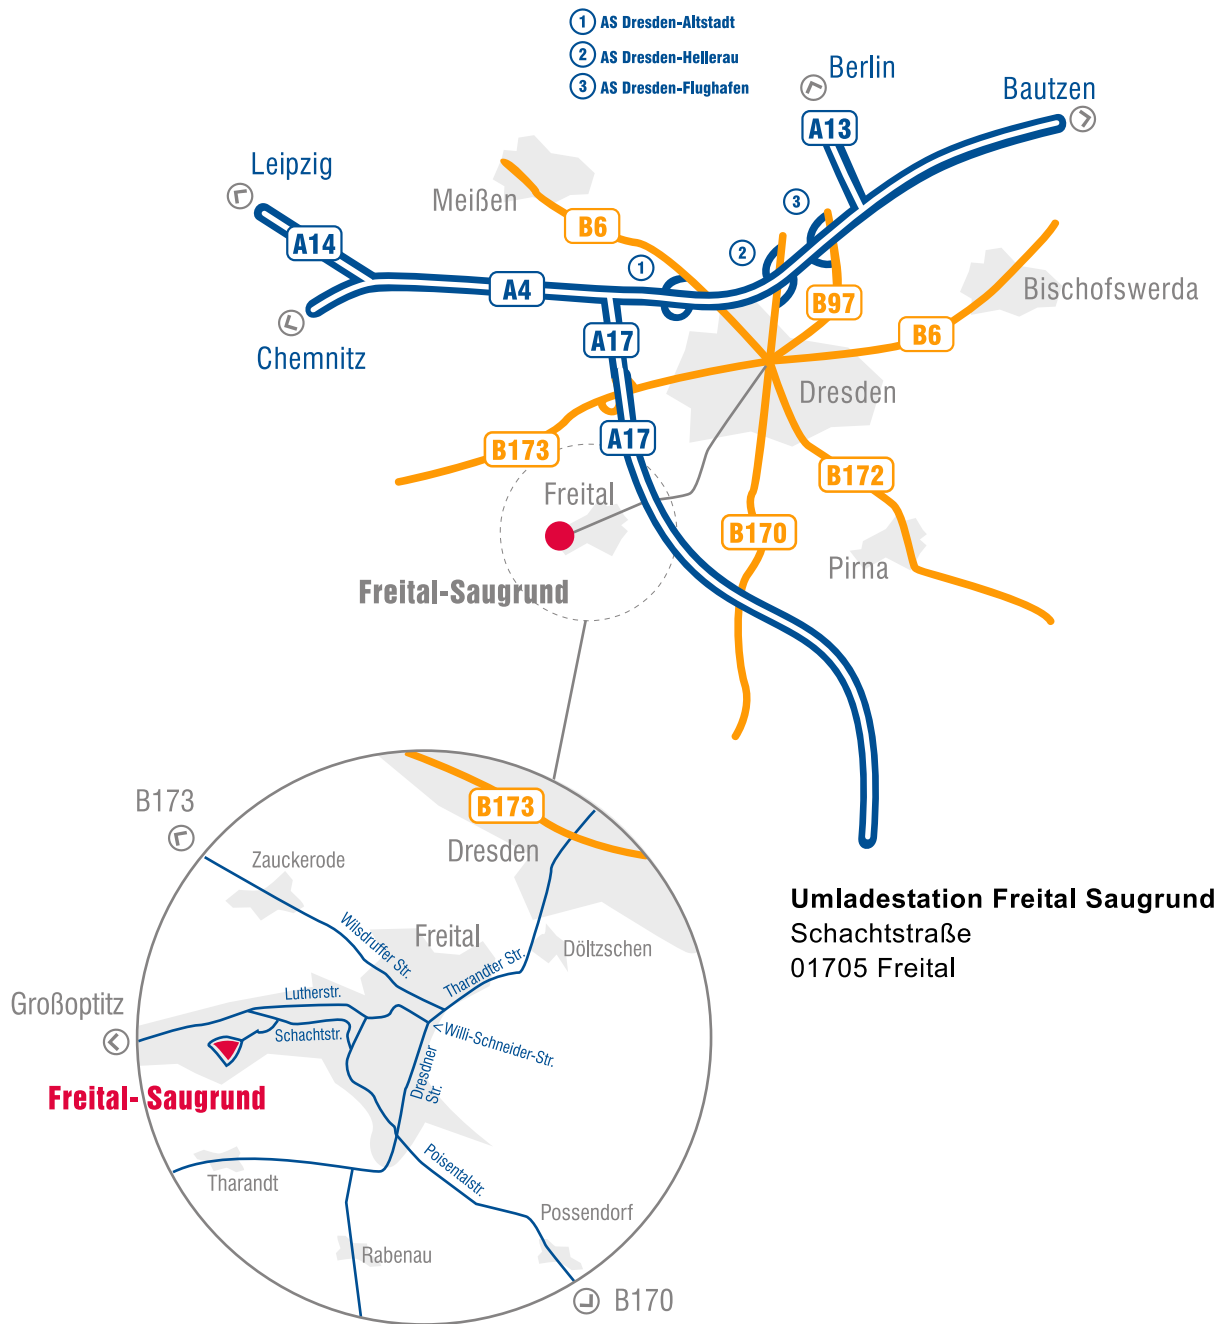 1 AS Dresden-Altstadt
2 AS Dresden-Hellerau
3 AS Dresden-Flughafen
Berlin
Bautzen
A13
Leipzig
Meißen
B6
3
A14
2
1
A4
B97
Bischofswerda
Chemnitz
A17
B6
Dresden
B173
A17
B172
Freital
B170
Pirna
Freital-Saugrund
B173
B173
Dresden
Zauckerode
Wilsdruffer Str.
Freital
Döltzschen
Tharandter Str.
Großoptitz
Lutherstr.
Schachtstr.
<Willi-Schneider-Str.
Dresdner
Str.
Freital- Saugrund
Poisentalstr.
Tharandt
Possendorf
Rabenau
B170
Umladestation Freital Saugrund
Schachtstraße
01705 Freital